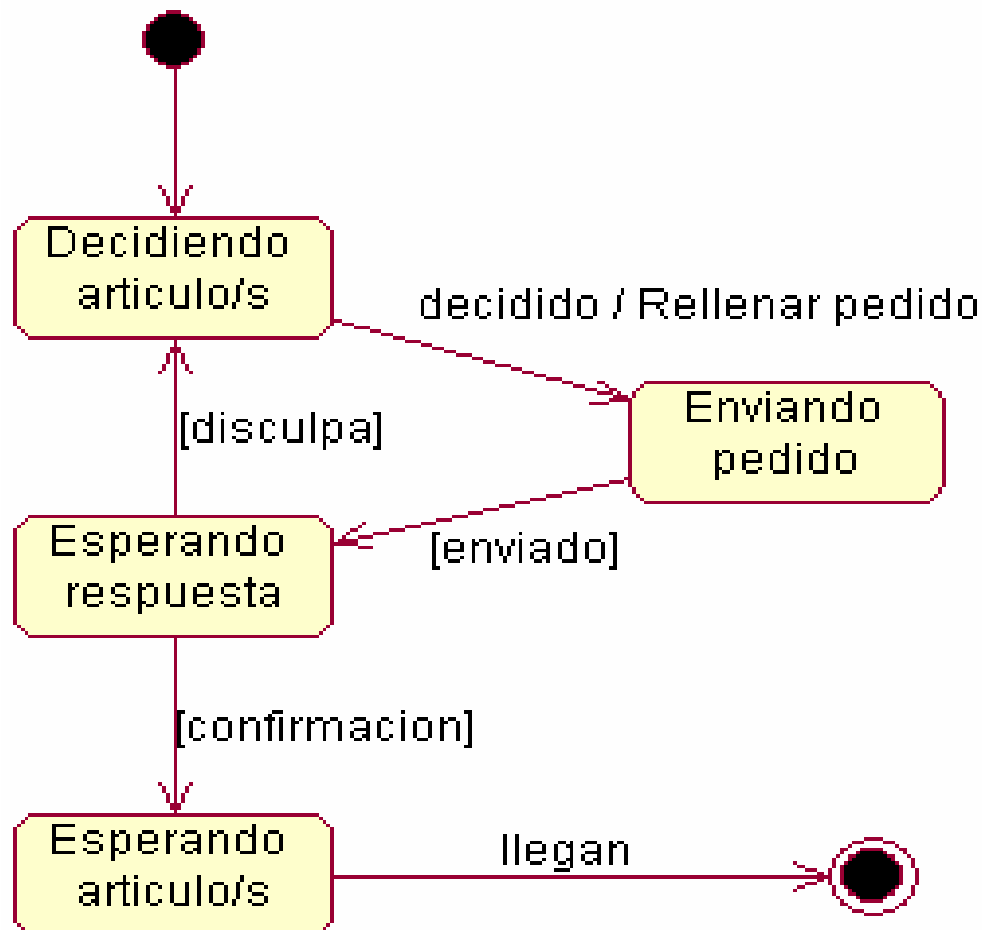 Decidiendo
articulo/s
decidido / Rellenar pedido
Enviando
pedido
[disculpa]
[enviado]
Esperando
respuesta
[confirmacion]
Esperando
articulo/s
llegan